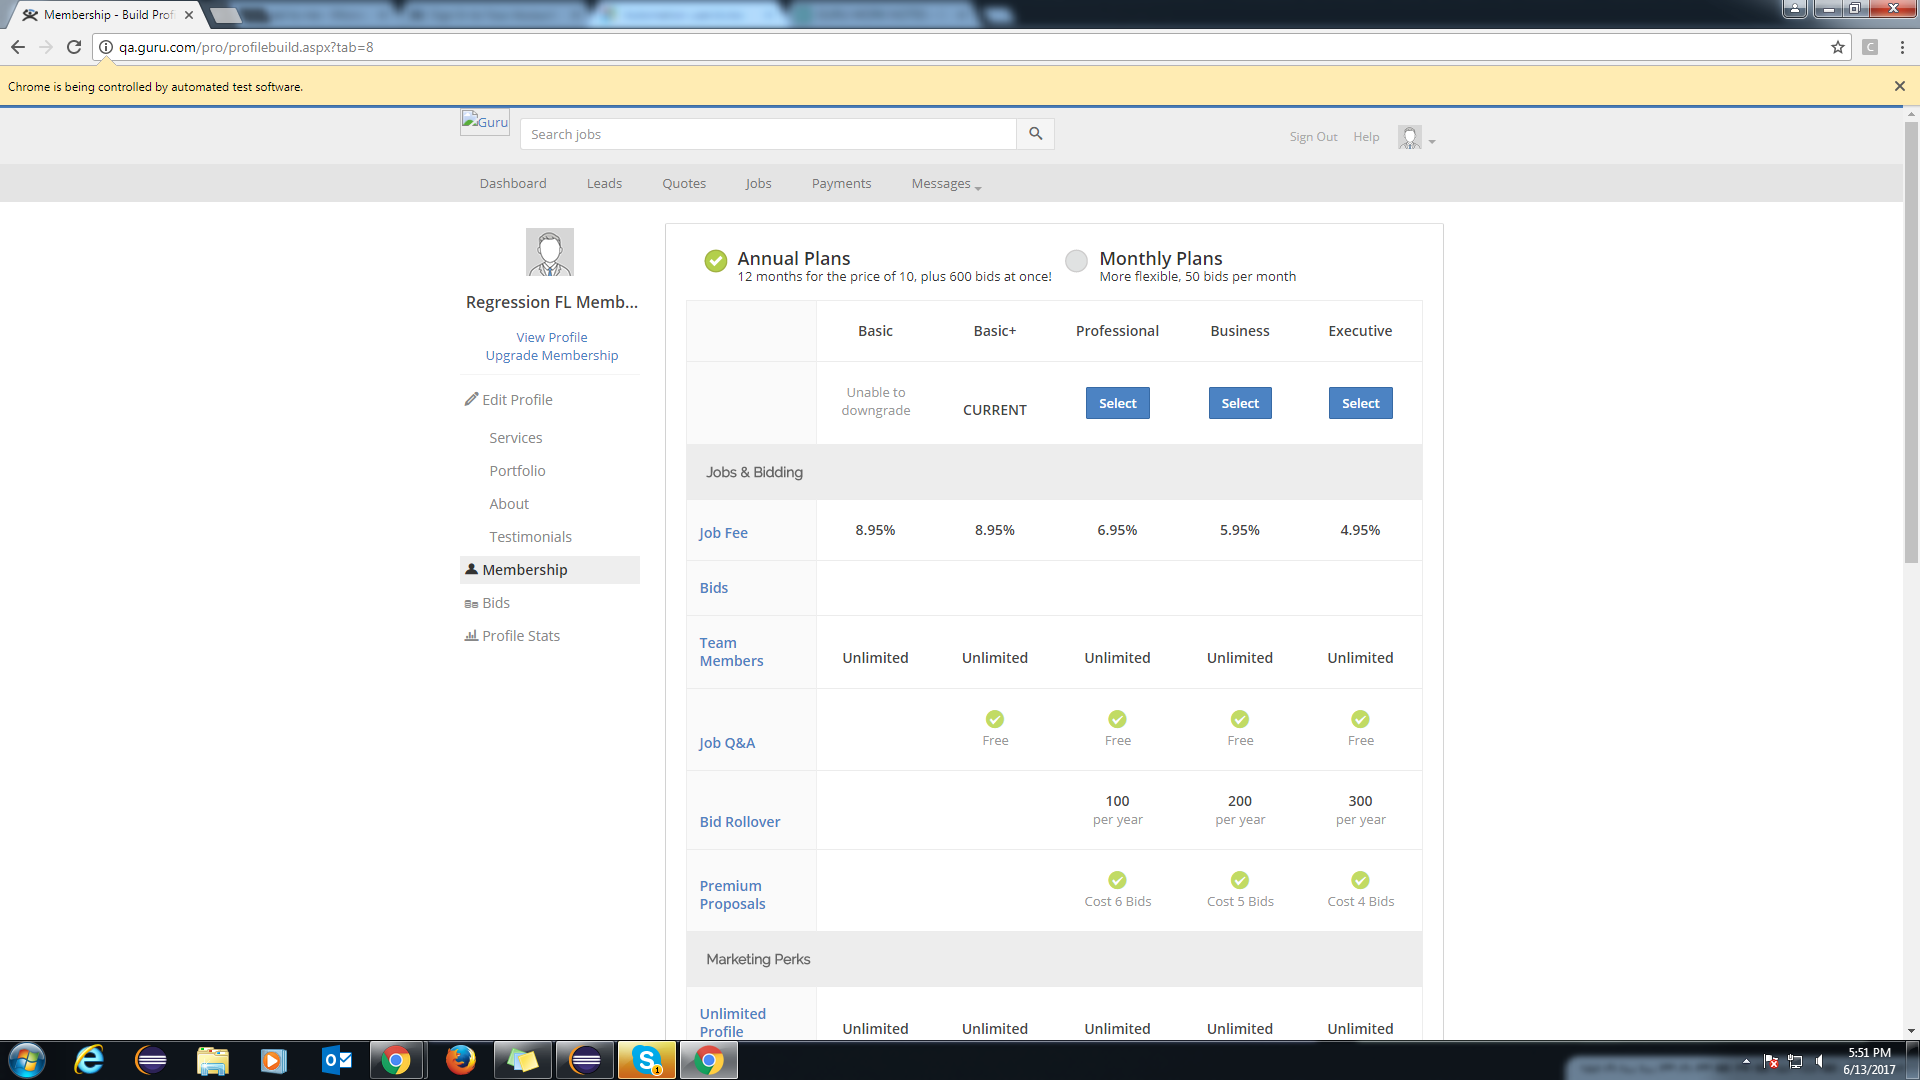 Membership - Build Prof
qa.guru.com/pro/profilebuild.aspx?tab=8
C
Chrome is being controlled by automated test software.
Guru
Search jobs
Sign Out
Help
Dashboard
Leads
Quotes
Jobs
Payments
Messages
Regression FL Memb...
View Profile
Upgrade Membership
Edit Profile
Services
Portfolio
About
Testimonials
Membership
Bids
Profile Stats
Annual Plans
12 months for the price of 10, plus 600 bids at once!
Monthly Plans
More flexible, 50 bids per month
Basic Basic+ Professional Business Executive
Unable to
downgrade
CURRENT
Select Select Select
Jobs & Bidding
Job Fee 8.95% 8.95% 6.95% 5.95% 4.95%
Bids
Team
Members
Unlimited Unlimited Unlimited Unlimited Unlimited
Job Q&A
Free Free Free Free
Bid Rollover
100 200 300
per year per year per year
Premium
Proposals
Cost 6 Bids Cost 5 Bids Cost 4 Bids
Marketing Perks
Unlimited
Profile
Unlimited Unlimited Unlimited Unlimited Unlimited
1
5:51 PM
6/13/2017